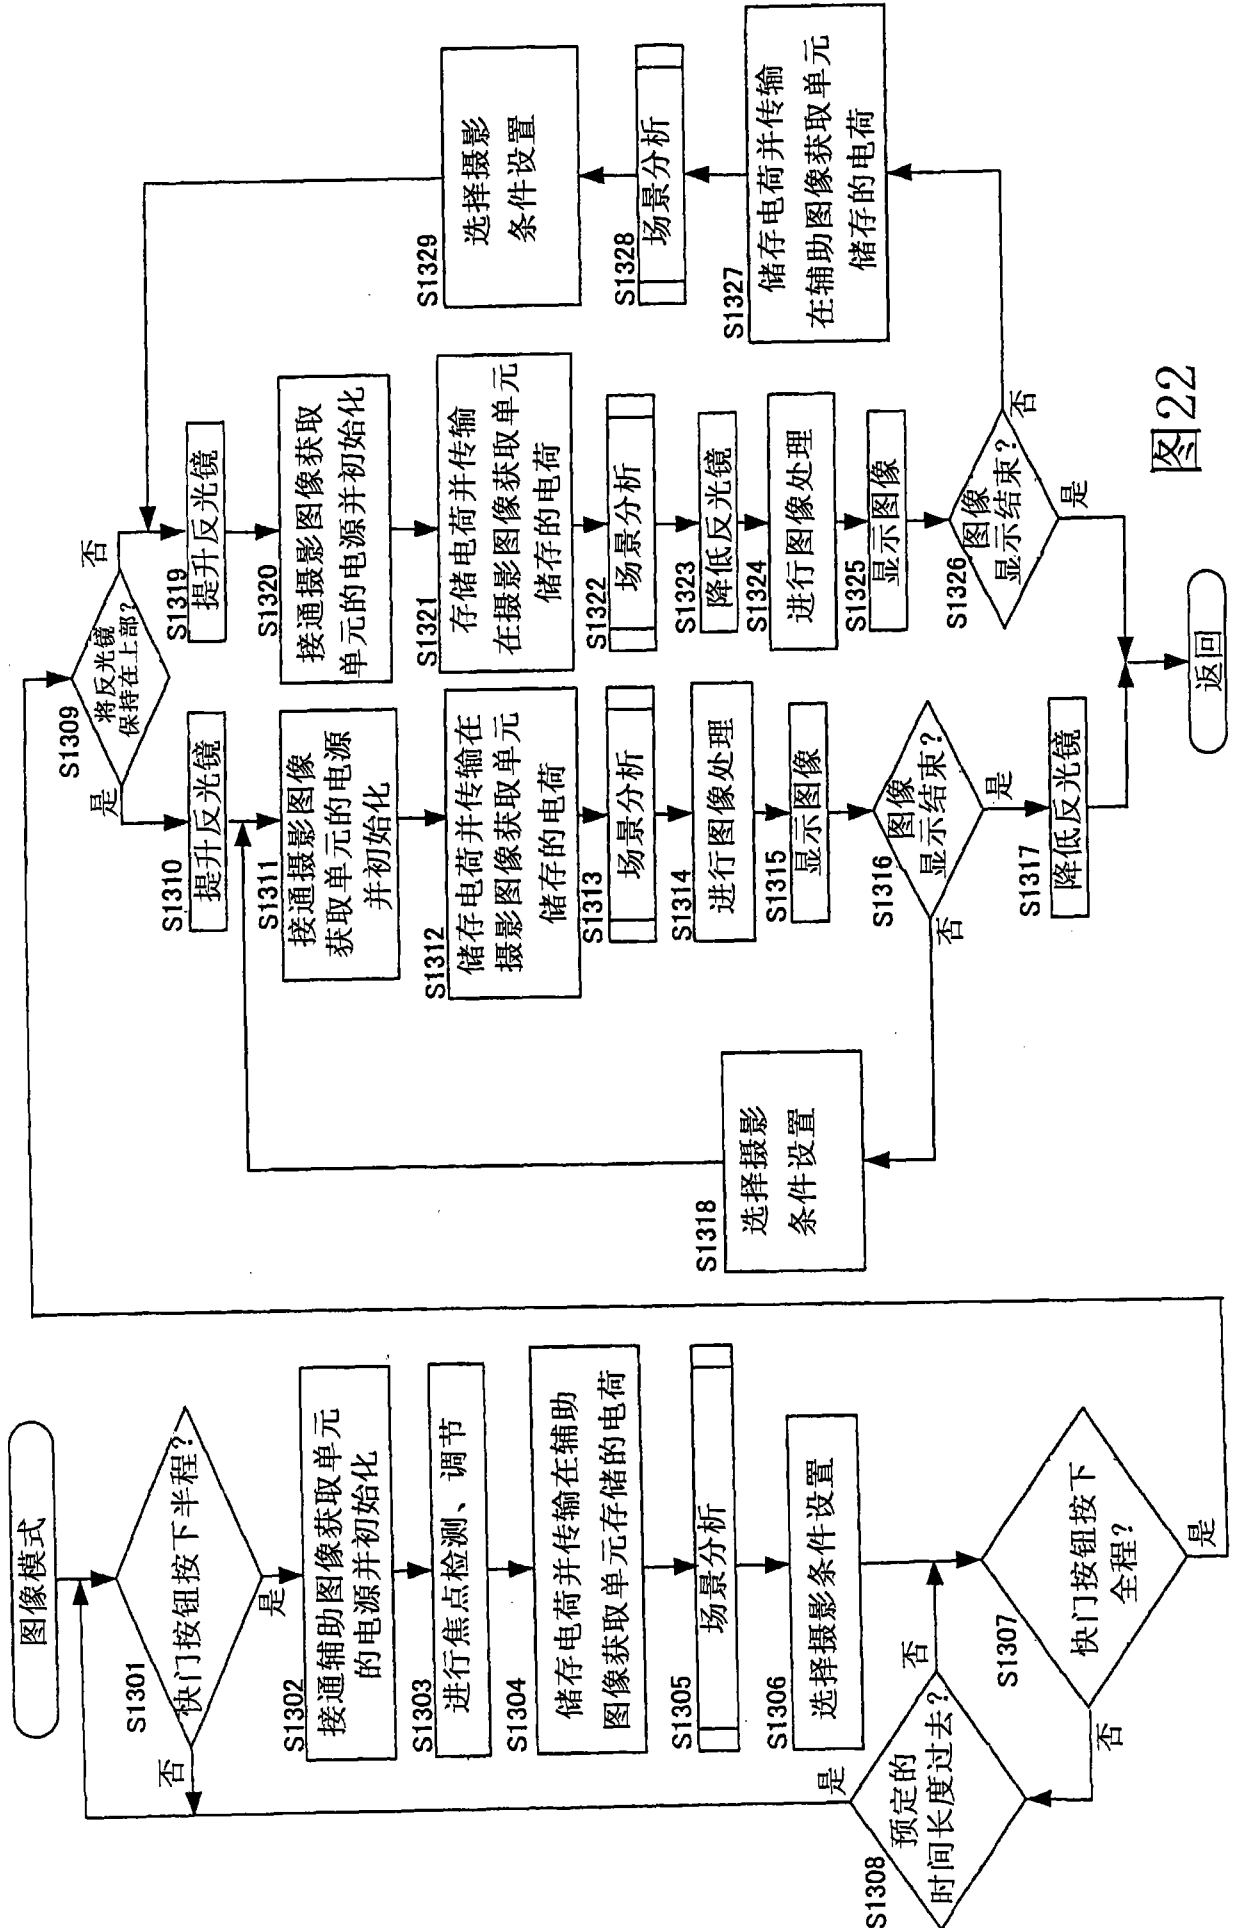 图像模式
S1301
快门按钮按下半程?
否
是
S1302
接通辅助图像获取单元
的电源并初始化
S1303
进行焦点检测、调节
S1304
储存电荷并传输在辅助
图像获取单元存储的电荷
S1305
场景分析
S1306
选择摄影条件设置
S1307
快门按钮按下
全程?
否
是
S1308
预定的
时间长度过去?
是
否
S1309
将反光镜
保持在上部?
是
否
S1310
提升反光镜
S1311
接通摄影图像
获取单元的电源
并初始化
S1312
储存电荷并传输在
摄影图像获取单元
储存的电荷
S1313
场景分析
S1314
进行图像处理
S1315
显示图像
S1316
图像
显示结束?
否
是
S1317
降低反光镜
S1318
选择摄影
条件设置
S1319
提升反光镜
S1320
接通摄影图像获取
单元的电源并初始化
S1321
存储电荷并传输
在摄影图像获取单元
储存的电荷
S1322
场景分析
S1323
降低反光镜
S1324
进行图像处理
S1325
显示图像
S1326
图像
显示结束?
否
是
S1327
储存电荷并传输
在辅助图像获取单元
储存的电荷
S1328
场景分析
S1329
选择摄影
条件设置
返回
图22